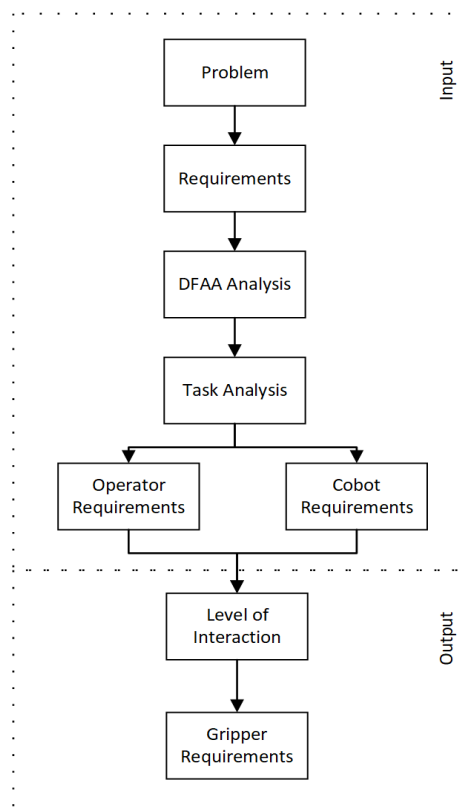 Problem
Input
Requirements
DFAA Analysis
Task Analysis
Operator
Requirements
Cobot
Requirements
Level of
Interaction
Output
Gripper
Requirements